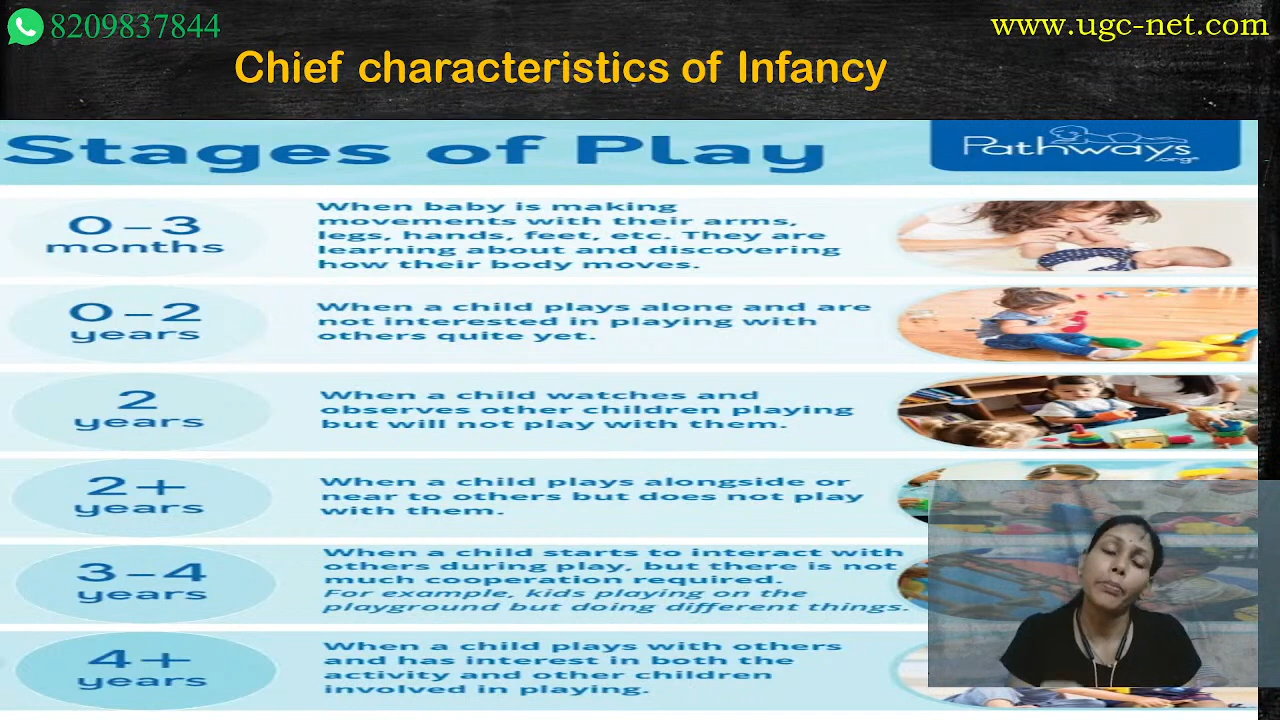 8209837844
www.ugc-net.com
Chief characteristics of Infancy
Stages of Play
Pathways
.org®
0-3
months
When baby is making
movements with their arms,
legs, hands, feet, etc. They are
learning about and discovering
how their body moves.
0-2
years
When a child plays alone and are
not interested in playing with
others quite yet.
2
years
When a child watches and
observes other children playing
but will not play with them.
2+
years
When a child plays alongside or
near to others but does not play
with them.
3-4
years
When a child starts to interact with
others during play, but there is not
much cooperation required.
For example, kids playing on the
playground but doing different things.
4+
years
When a child plays with others
and has interest in both the
activity and other children
involved in playing.